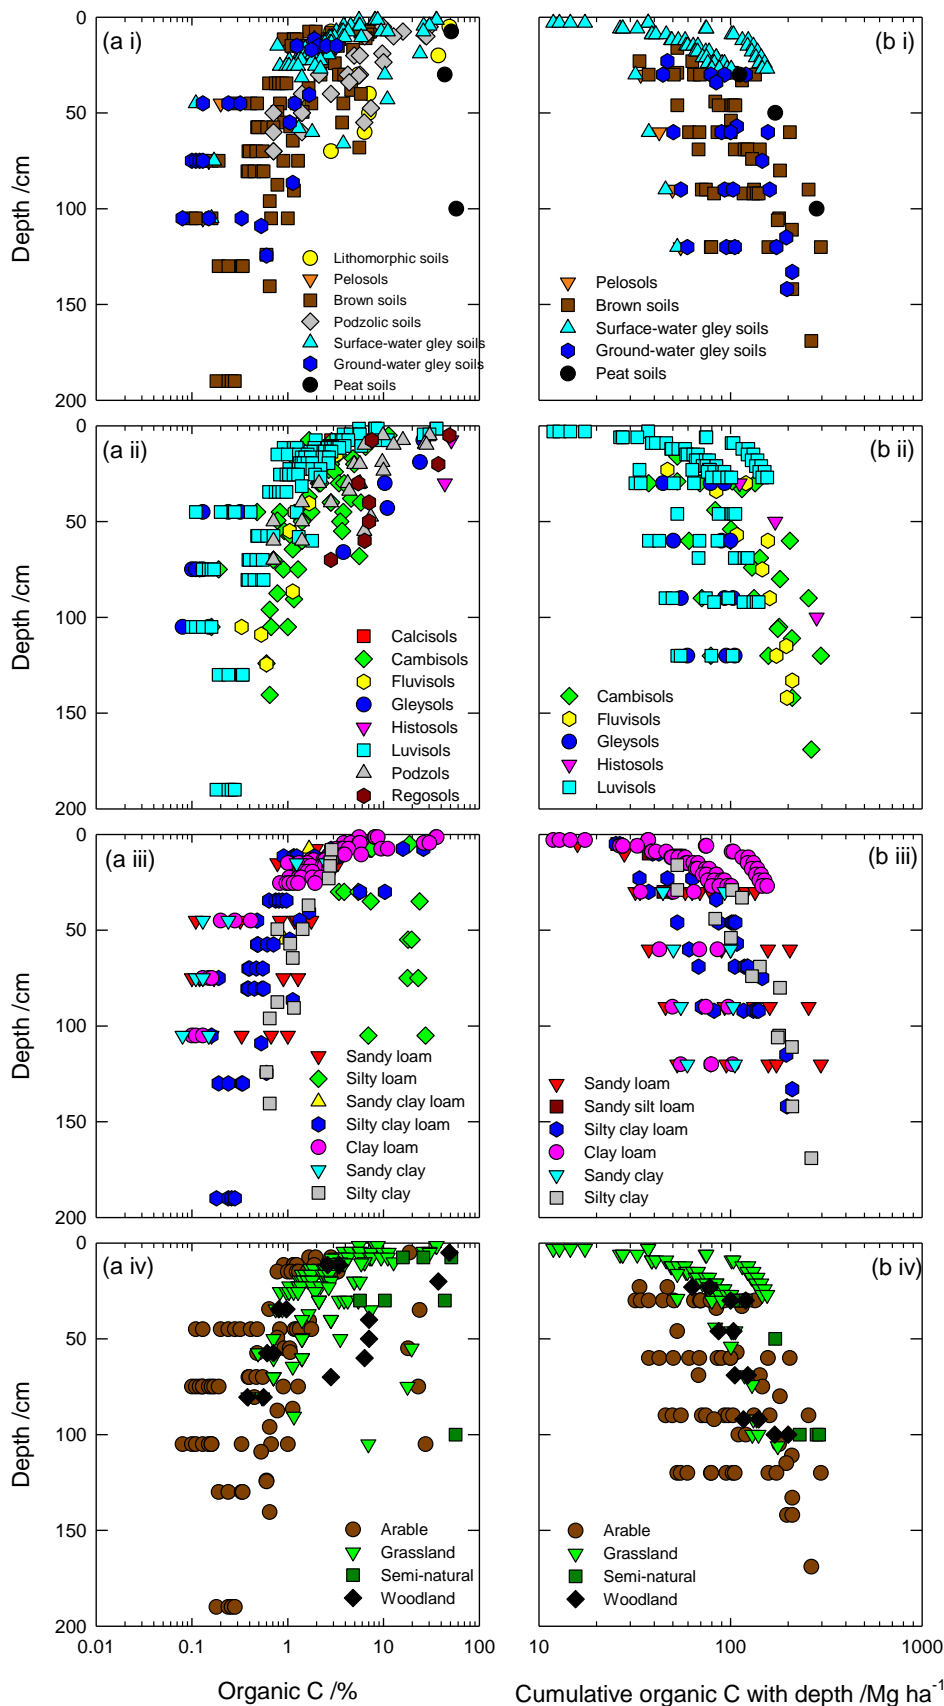 0
50
100
150
200
Depth /cm
(a i)
Lithomorphic soils
Pelosols
Brown soils
Podzolic soils
Surface-water gley soils
Ground-water gley soils
Peat soils
(b i)
Pelosols
Brown soils
Surface-water gley soils
Ground-water gley soils
Peat soils
0
50
100
150
200
Depth /cm
(a ii)
Calcisols
Cambisols
Fluvisols
Gleysols
Histosols
Luvisols
Podzols
Regosols
(b ii)
Cambisols
Fluvisols
Gleysols
Histosols
Luvisols
0
50
100
150
200
Depth /cm
(a iii)
Sandy loam
Silty loam
Sandy clay loam
Silty clay loam
Clay loam
Sandy clay
Silty clay
(b iii)
Sandy loam
Sandy silt loam
Silty clay loam
Clay loam
Sandy clay
Silty clay
0
50
100
150
200
Depth /cm
(a iv)
Arable
Grassland
Semi-natural
Woodland
(b iv)
Arable
Grassland
Semi-natural
Woodland
0.01 0.1 1 10 100
10 100 1000
Organic C /%
Cumulative organic C with depth /Mg ha⁻¹